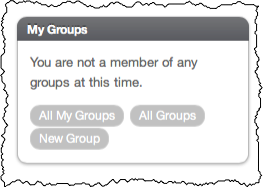 My Groups
You are not a member of any
groups at this time.
All My Groups All Groups
New Group